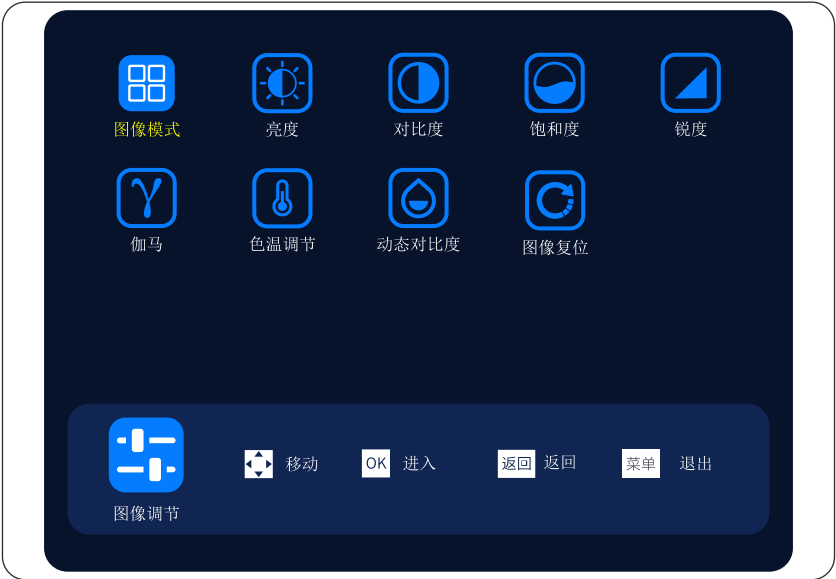 图像模式 亮度 对比度 饱和度 锐度
γ
伽马 色温调节 动态对比度 图像复位
移动 OK 进入 返回 返回 菜单 退出
图像调节